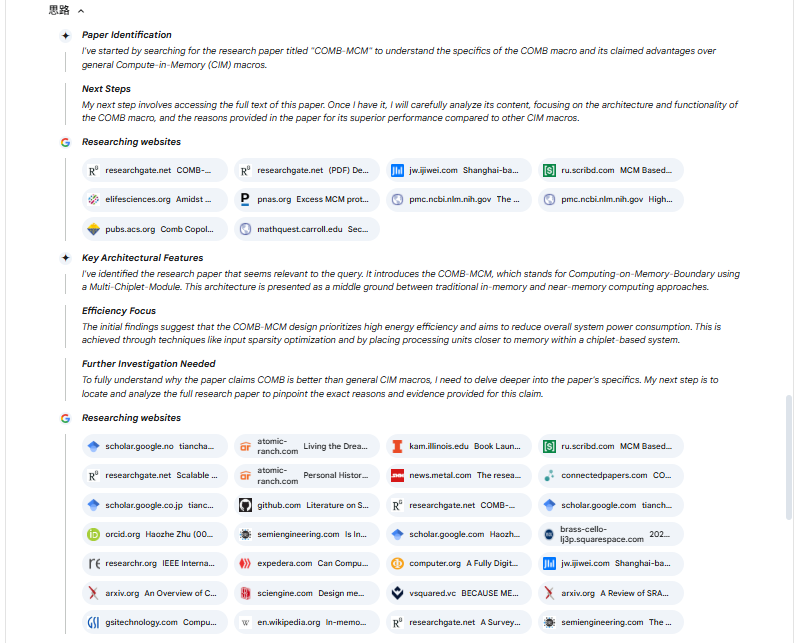 思路
Paper Identification
I've started by searching for the research paper titled "COMB-MCM" to understand the specifics of the COMB macro and its claimed advantages over
general Compute-in-Memory (CIM) macros.
Next Steps
My next step involves accessing the full text of this paper. Once I have it, I will carefully analyze its content, focusing on the architecture and functionality of
the COMB macro, and the reasons provided in the paper for its superior performance compared to other CIM macros.
Researching websites
researchgate.net COMB-...
researchgate.net (PDF) De...
jw.ijiwei.com Shanghai-ba...
ru.scribd.com MCM Based...
elifesciences.org Amidst ...
pnas.org Excess MCM prot...
pmc.ncbi.nlm.nih.gov The ...
pmc.ncbi.nlm.nih.gov High...
pubs.acs.org Comb Copol...
mathquest.carroll.edu Sec...
Key Architectural Features
I've identified the research paper that seems relevant to the query. It introduces the COMB-MCM, which stands for Computing-on-Memory-Boundary using
a Multi-Chiplet-Module. This architecture is presented as a middle ground between traditional in-memory and near-memory computing approaches.
Efficiency Focus
The initial findings suggest that the COMB-MCM design prioritizes high energy efficiency and aims to reduce overall system power consumption. This is
achieved through techniques like input sparsity optimization and by placing processing units closer to memory within a chiplet-based system.
Further Investigation Needed
To fully understand why the paper claims COMB is better than general CIM macros, I need to delve deeper into the paper's specifics. My next step is to
locate and analyze the full research paper to pinpoint the exact reasons and evidence provided for this claim.
Researching websites
scholar.google.no tiancha...
atomic-
ranch.com Living the Drea...
kam.illinois.edu Book Laun...
ru.scribd.com MCM Based...
researchgate.net Scalable ...
atomic-
ranch.com Personal Histor...
news.metal.com The resea...
connectedpapers.com CO...
scholar.google.co.jp tianc...
github.com Literature on S...
researchgate.net COMB-...
scholar.google.com tianch...
orcid.org Haozhe Zhu (00...
semiengineering.com Is In...
scholar.google.com Haozh...
brass-cello-
lj3p.squarespace.com 202...
researchr.org IEEE Interna...
expedera.com Can Compu...
computer.org A Fully Digit...
jw.ijiwei.com Shanghai-ba...
arxiv.org An Overview of C...
sciengine.com Design me...
vsquared.vc BECAUSE ME...
arxiv.org A Review of SRA...
gsitechnology.com Compu...
en.wikipedia.org In-memo...
researchgate.net A Survey...
semiengineering.com The ...